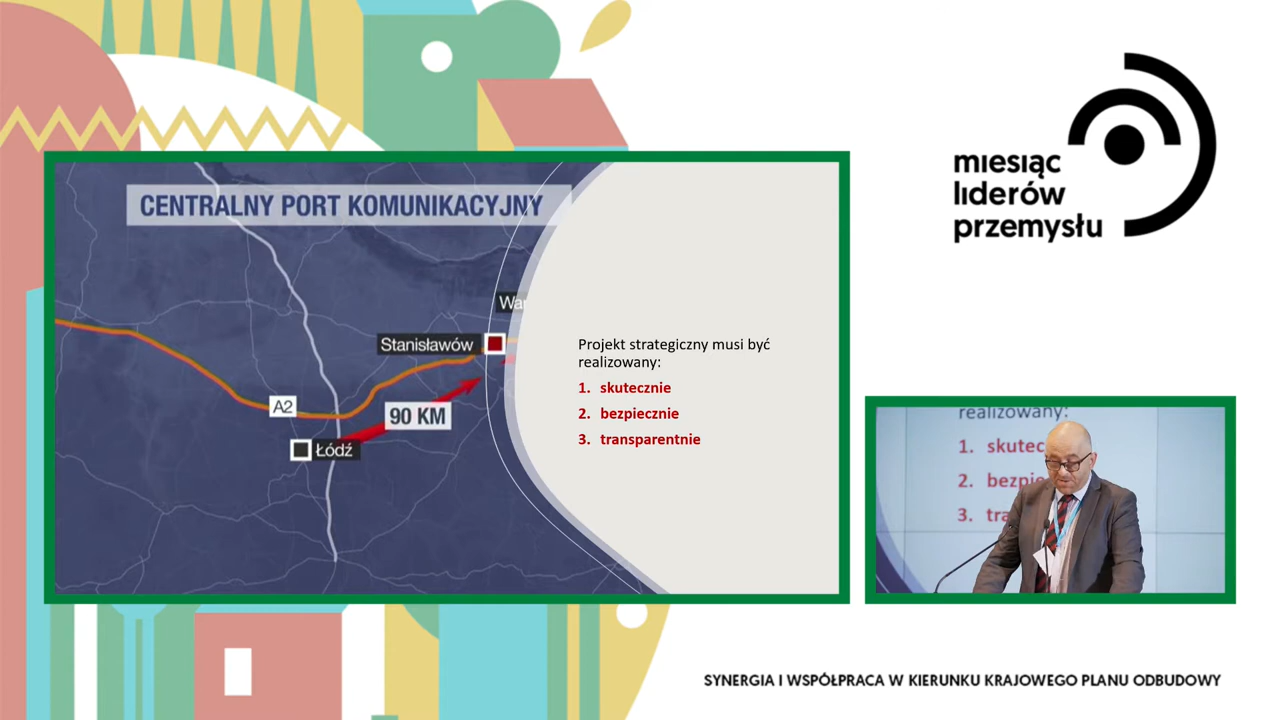 miesiąc
liderów
przemysłu
CENTRALNY PORT KOMUNIKACYJNY
Stanisławów
A2
90 KM
Łódź
Projekt strategiczny musi być
realizowany:
1. skutecznie
2. bezpiecznie
3. transparentnie
realizowany:
1. skutec
2. bezpie
3. tra
SYNERGIA I WSPÓŁPRACA W KIERUNKU KRAJOWEGO PLANU ODBUDOWY